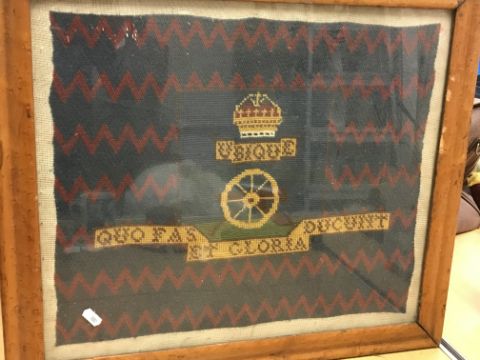 UBIQUE
QUO FAS DUCUNT
ET GLORIA